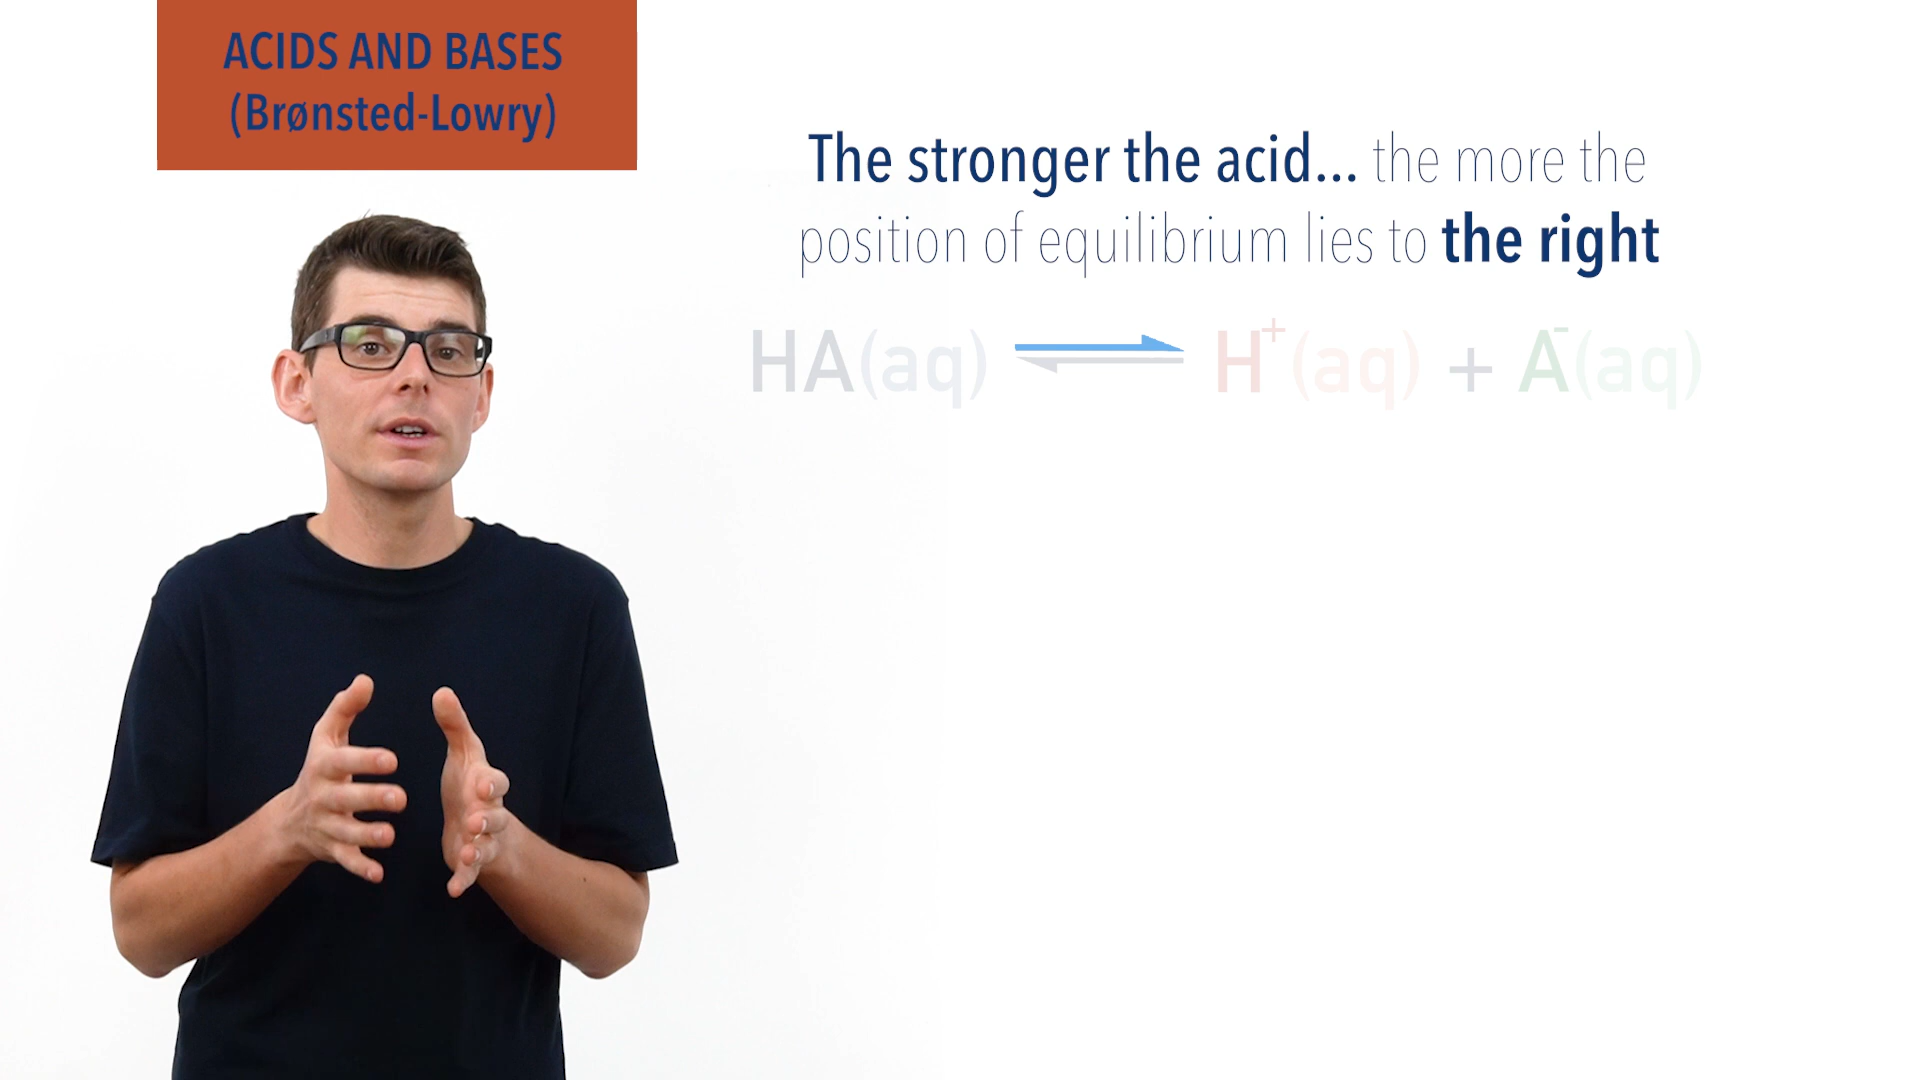 ACIDS AND BASES
(Brønsted-Lowry)
The stronger the acid... the more the
position of equilibrium lies to the right
HA(aq) ⇌ H⁺(aq) + A⁻(aq)